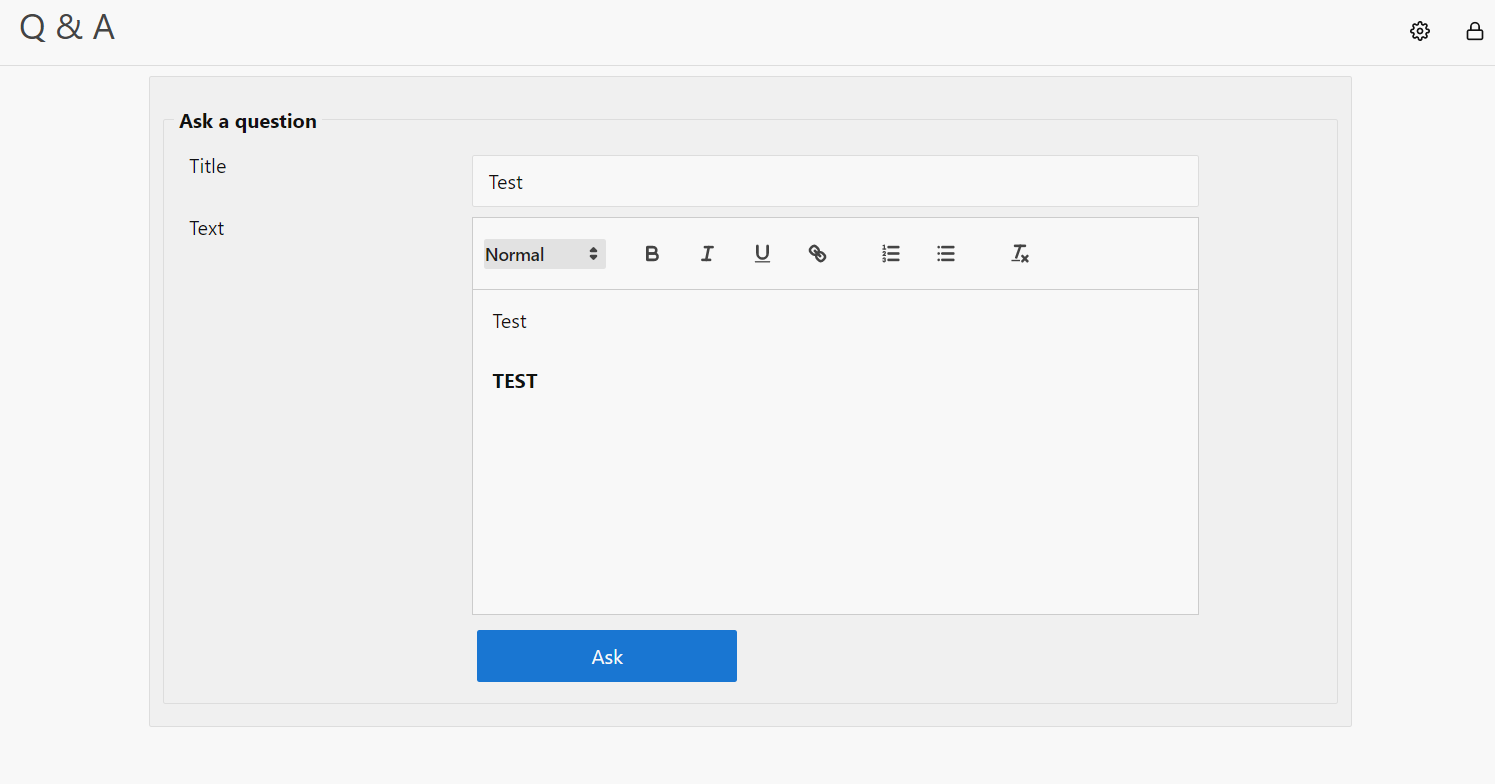 Q & A
Ask a question
Title
Test
Text
Normal
Test
TEST
Ask